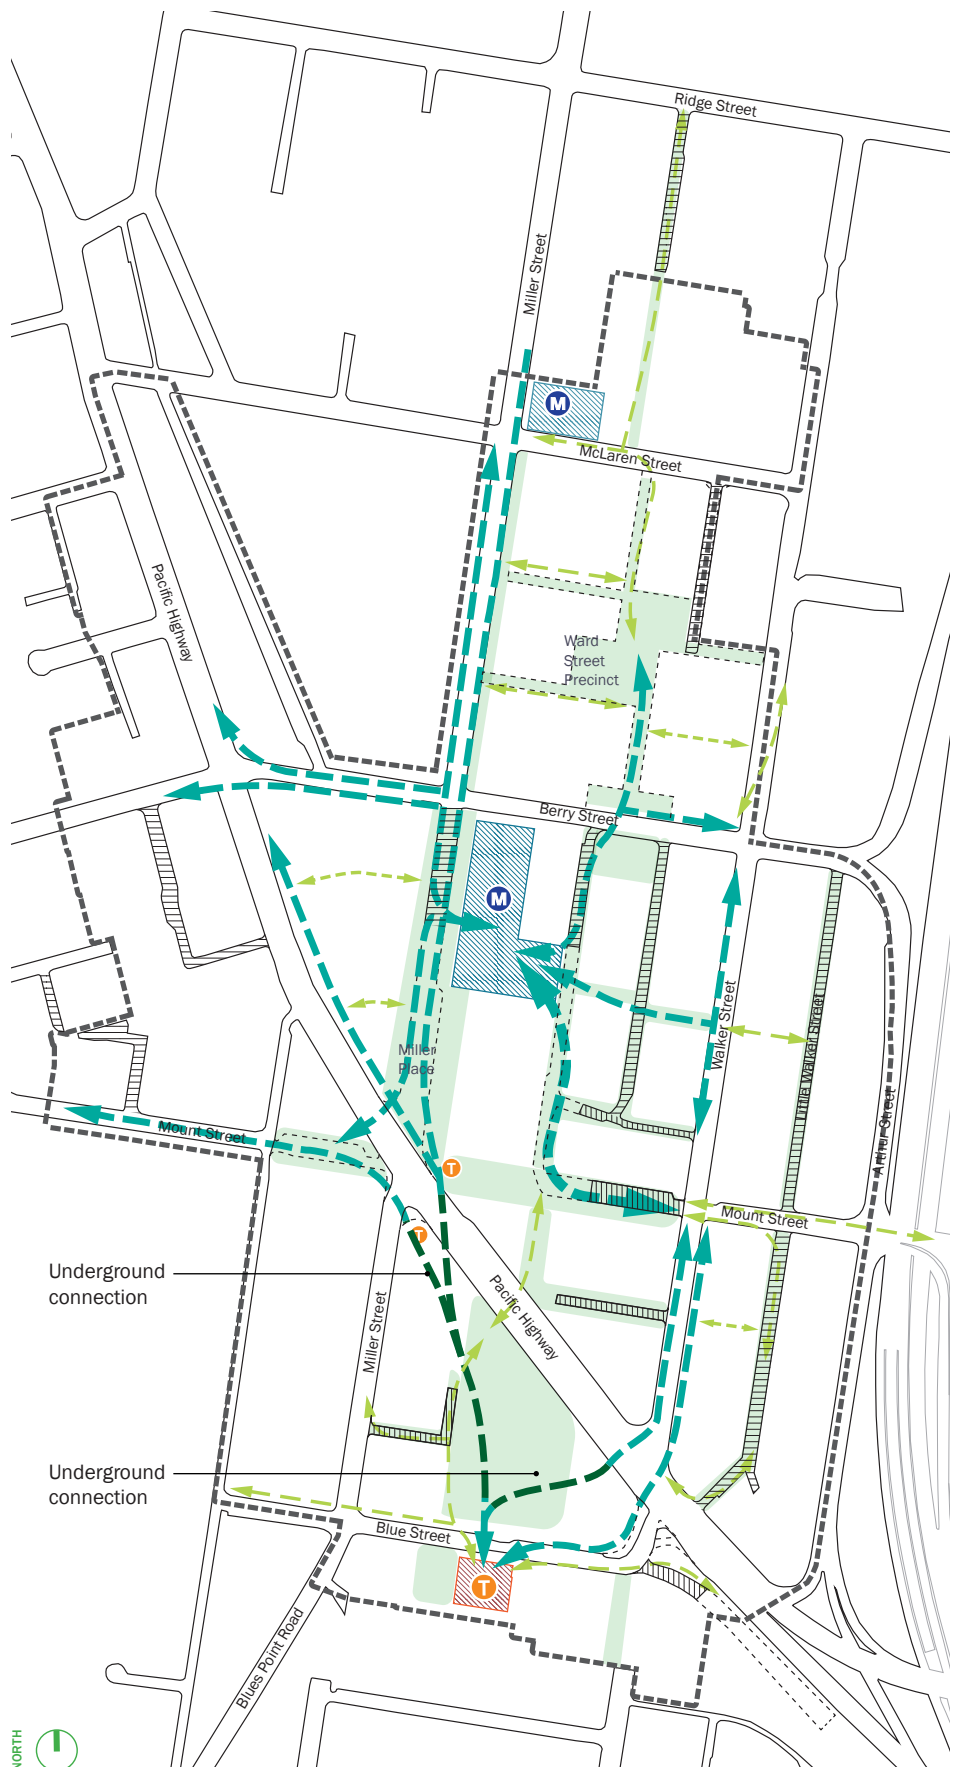 Ridge Street
Miller Street
M
McLaren Street
Pacific Highway
Ward
Street
Precinct
Berry Street
M
Walker Street
Little Walker Street
Miller
Place
Arthur Street
Mount Street
T
Mount Street
T
Underground
connection
Pacific Highway
Miller Street
Underground
connection
Blue Street
T
Blues Point Road
NORTH